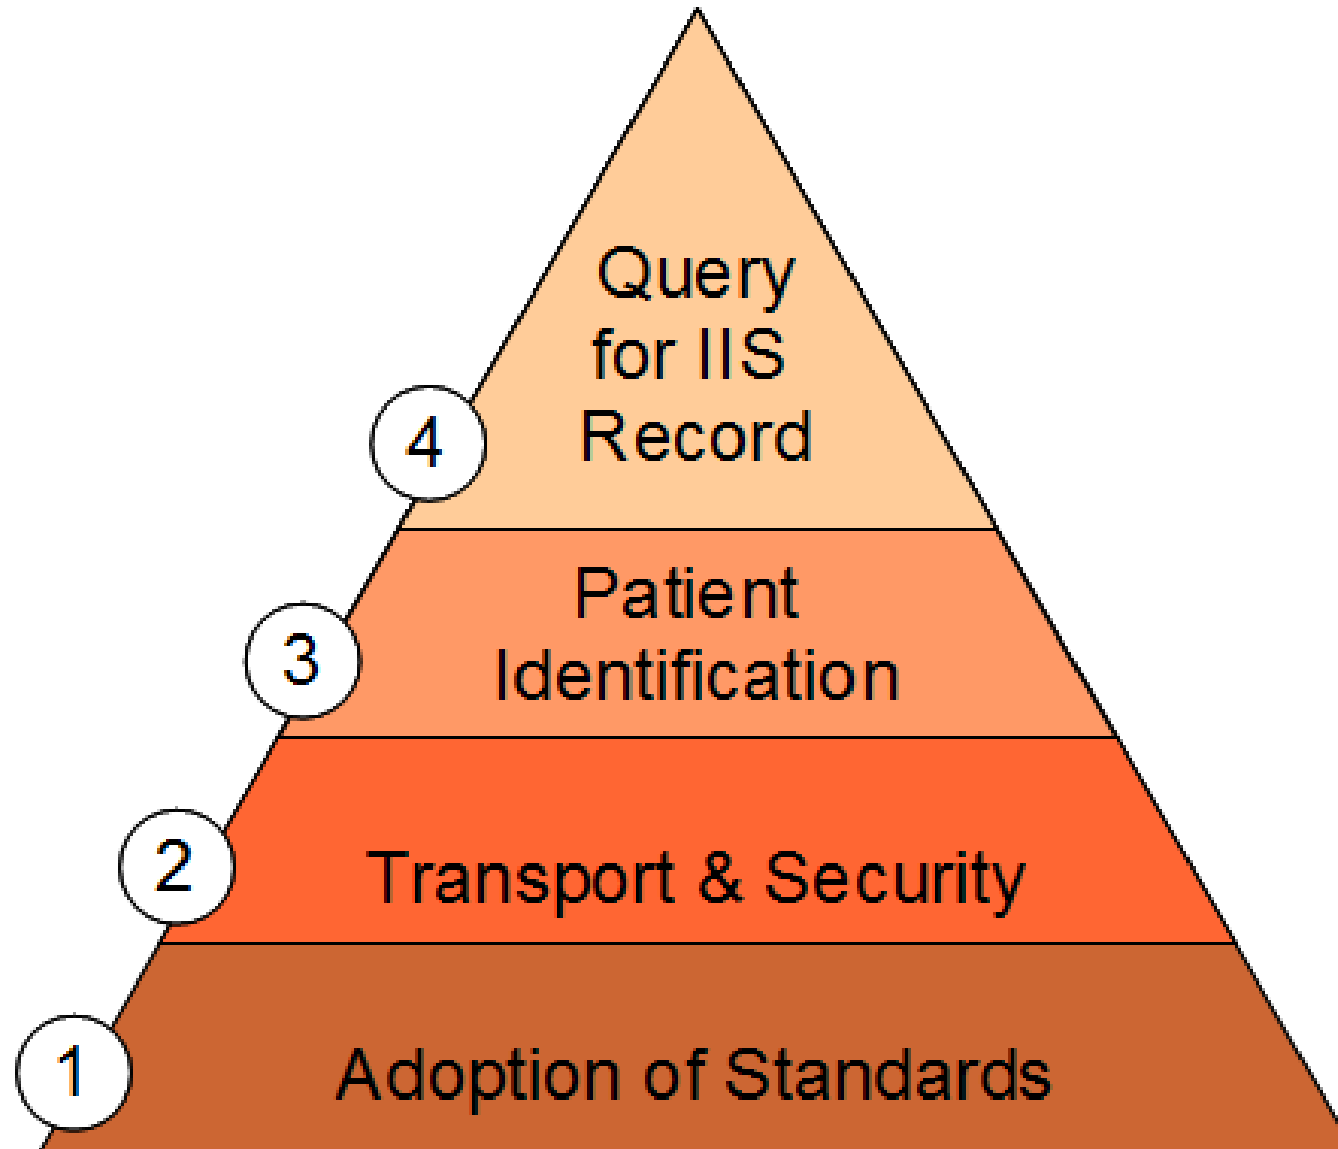 Query
for IIS
Record
4
Patient
Identification
3
Transport & Security
2
Adoption of Standards
1